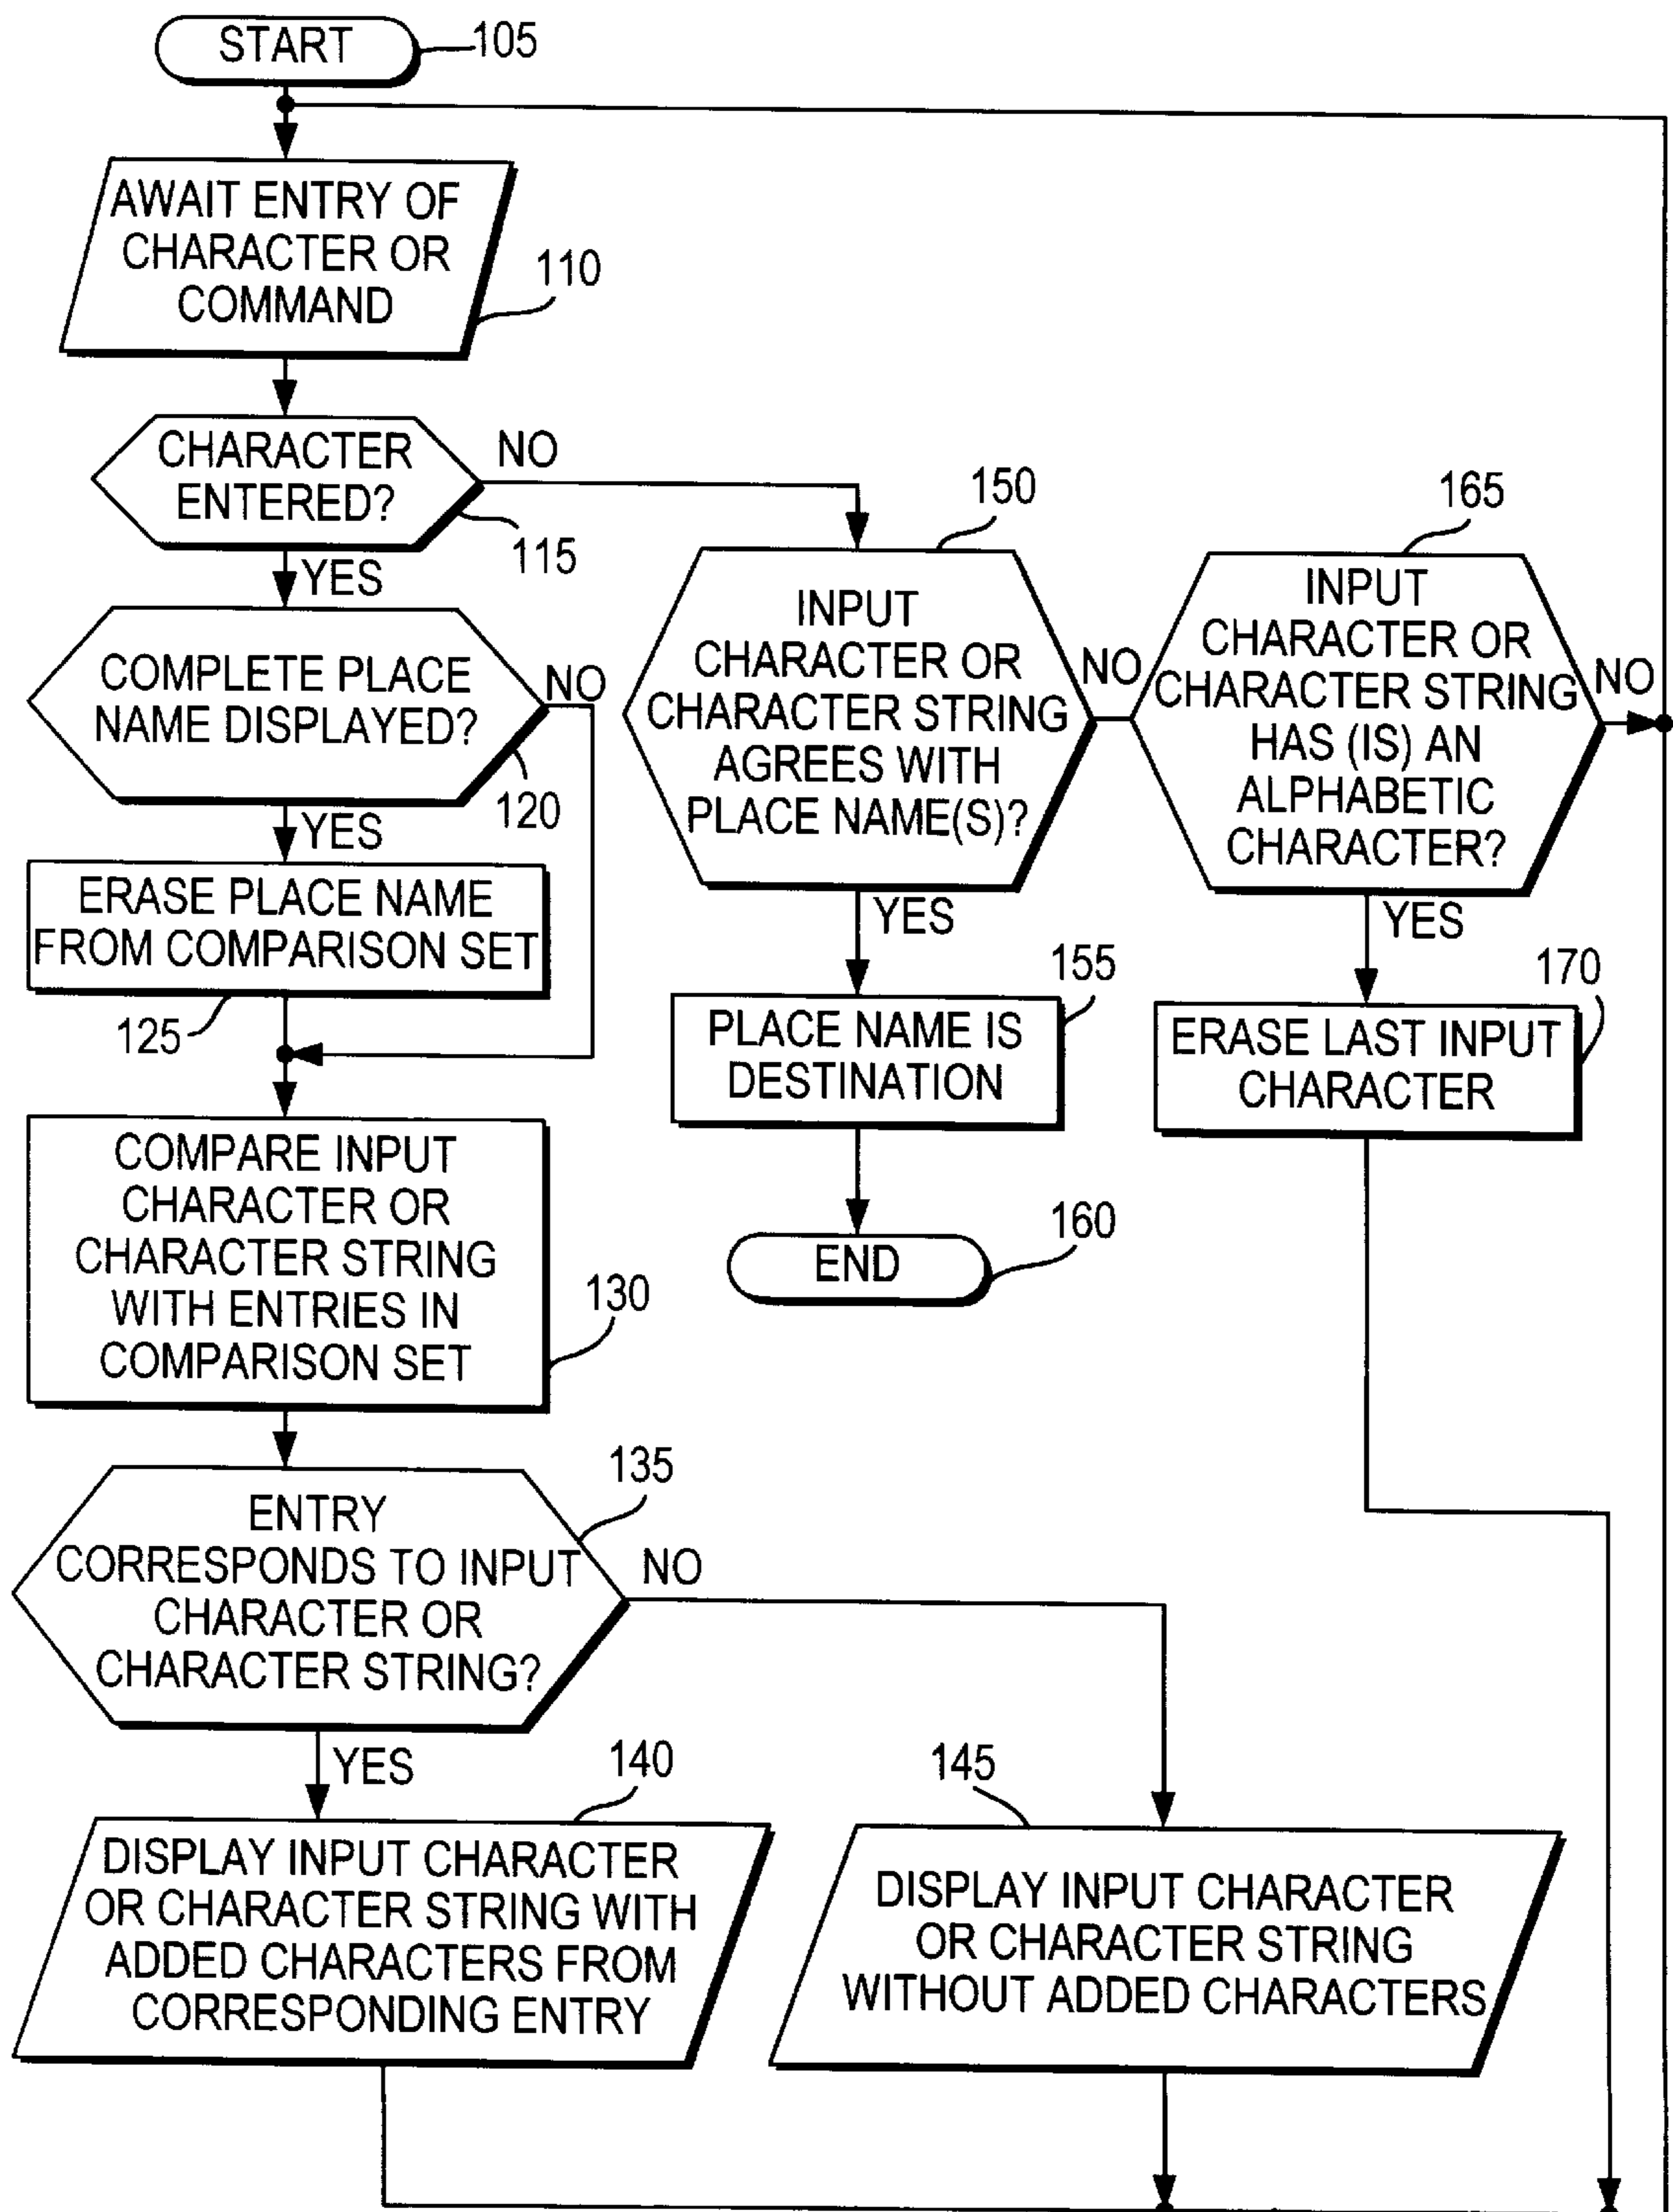 START
105
AWAIT ENTRY OF
CHARACTER OR
COMMAND
110
CHARACTER
ENTERED?
NO
115
YES
COMPLETE PLACE
NAME DISPLAYED?
NO
120
YES
ERASE PLACE NAME
FROM COMPARISON SET
125
COMPARE INPUT
CHARACTER OR
CHARACTER STRING
WITH ENTRIES IN
COMPARISON SET
130
ENTRY
CORRESPONDS TO INPUT
CHARACTER OR
CHARACTER STRING?
135
NO
YES
140
DISPLAY INPUT CHARACTER
OR CHARACTER STRING WITH
ADDED CHARACTERS FROM
CORRESPONDING ENTRY
145
DISPLAY INPUT CHARACTER
OR CHARACTER STRING
WITHOUT ADDED CHARACTERS
150
INPUT
CHARACTER OR
CHARACTER STRING
AGREES WITH
PLACE NAME(S)?
NO
YES
155
PLACE NAME IS
DESTINATION
160
END
165
INPUT
CHARACTER OR
CHARACTER STRING
HAS (IS) AN
ALPHABETIC
CHARACTER?
NO
YES
170
ERASE LAST INPUT
CHARACTER